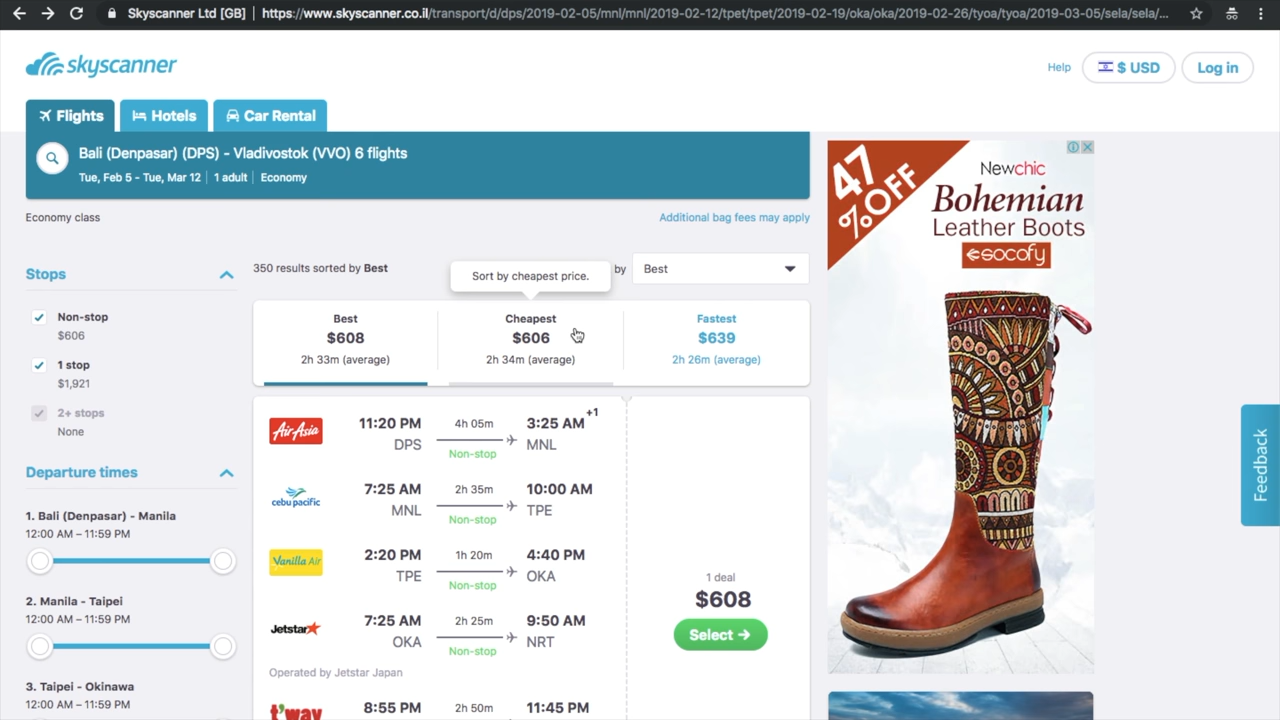 Skyscanner Ltd [GB] | https://www.skyscanner.co.il/transport/d/dps/2019-02-05/mnl/mnl/2019-02-12/tpet/tpet/2019-02-19/oka/oka/2019-02-26/tyoa/tyoa/2019-03-05/sela/sela/...
skyscanner
Help
$ USD
Log in
Flights
Hotels
Car Rental
Bali (Denpasar) (DPS) - Vladivostok (VVO) 6 flights
Tue, Feb 5 - Tue, Mar 12 | 1 adult | Economy
Economy class
Additional bag fees may apply
350 results sorted by Best
Sort by cheapest price.
by
Best
Stops
Non-stop
$606
1 stop
$1,921
2+ stops
None
Departure times
1. Bali (Denpasar) - Manila
12:00 AM – 11:59 PM
2. Manila - Taipei
12:00 AM – 11:59 PM
3. Taipei - Okinawa
12:00 AM – 11:59 PM
Best
$608
2h 33m (average)
Cheapest
$606
2h 34m (average)
Fastest
$639
2h 26m (average)
AirAsia
11:20 PM
DPS
4h 05m
Non-stop
3:25 AM +1
MNL
cebu pacific
7:25 AM
MNL
2h 35m
Non-stop
10:00 AM
TPE
Vanilla Air
2:20 PM
TPE
1h 20m
Non-stop
4:40 PM
OKA
Jetstar
7:25 AM
OKA
2h 25m
Non-stop
9:50 AM
NRT
Operated by Jetstar Japan
t'way
8:55 PM
2h 50m
11:45 PM
1 deal
$608
Select →
47
% OFF
Newchic
Bohemian
Leather Boots
socofy
Feedback